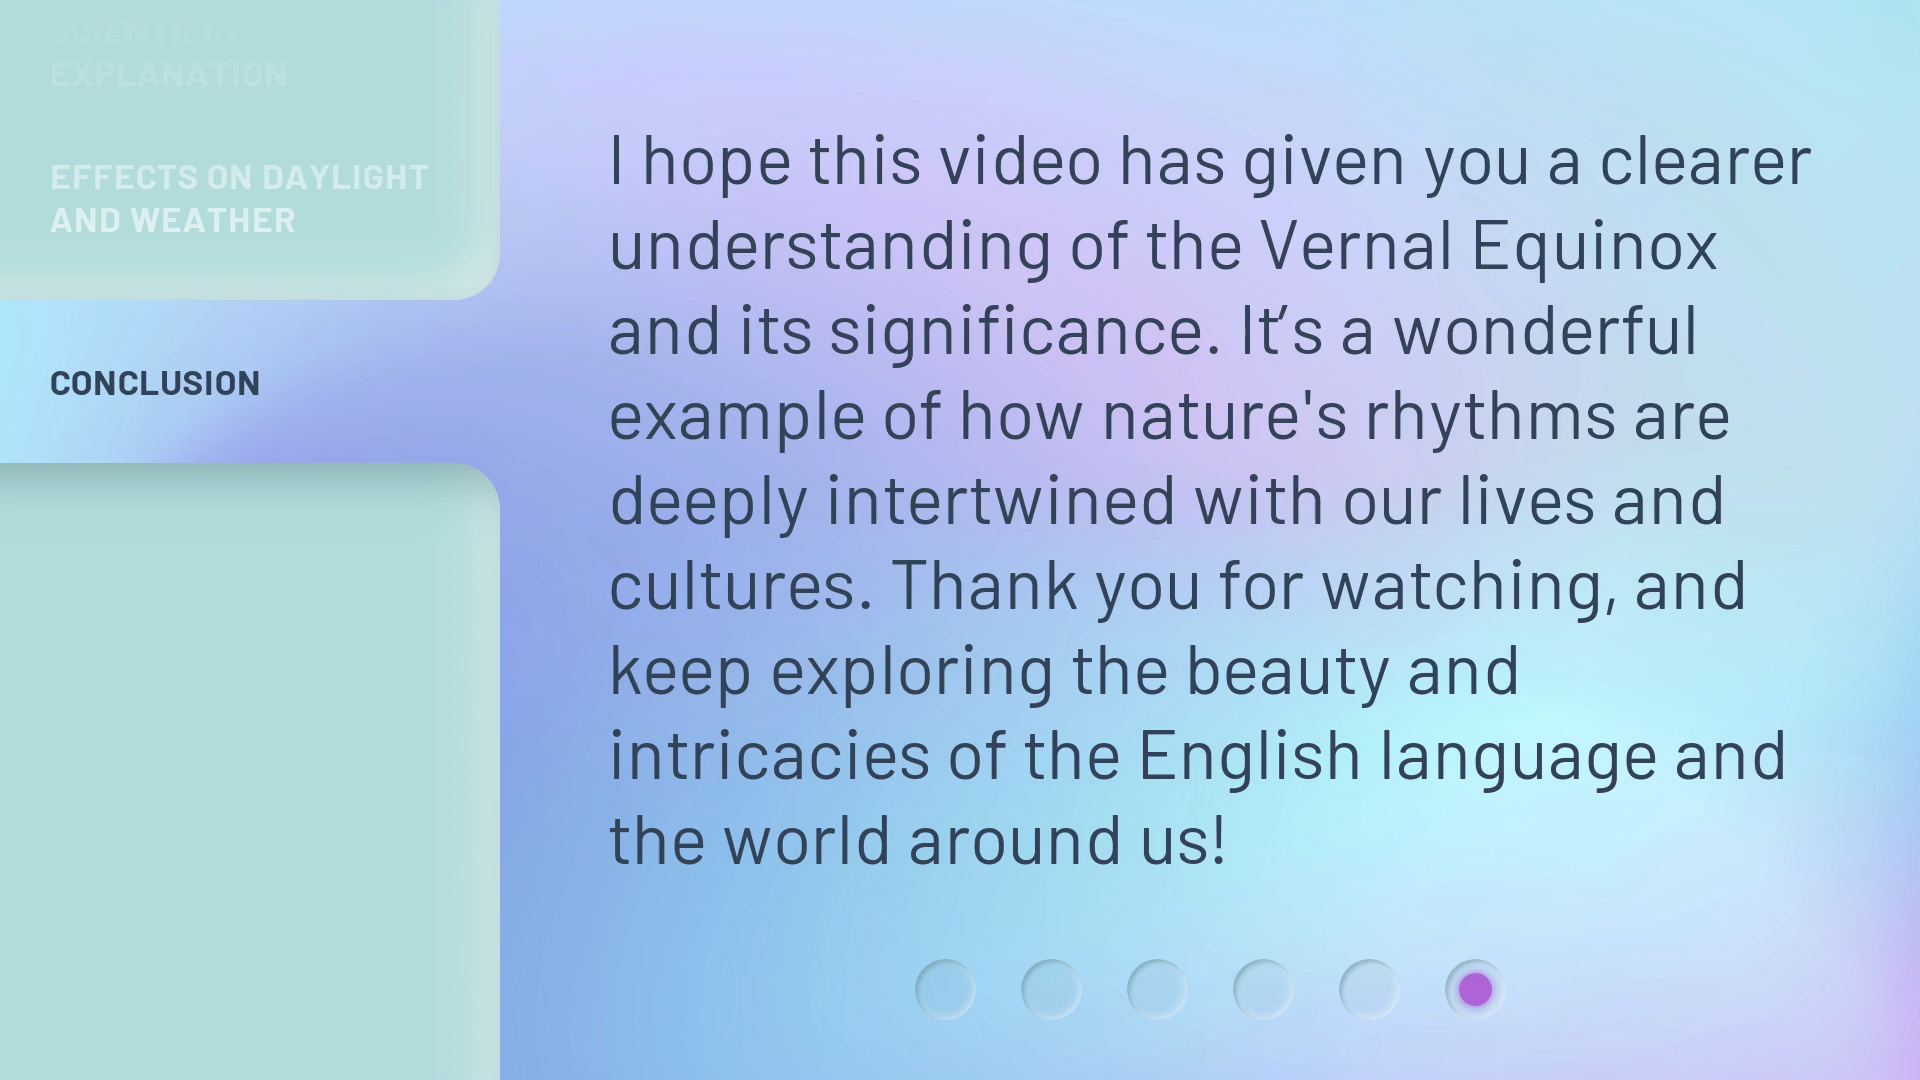 SCIENTIFIC
EXPLANATION
EFFECTS ON DAYLIGHT
AND WEATHER
CONCLUSION
I hope this video has given you a clearer
understanding of the Vernal Equinox
and its significance. It’s a wonderful
example of how nature's rhythms are
deeply intertwined with our lives and
cultures. Thank you for watching, and
keep exploring the beauty and
intricacies of the English language and
the world around us!